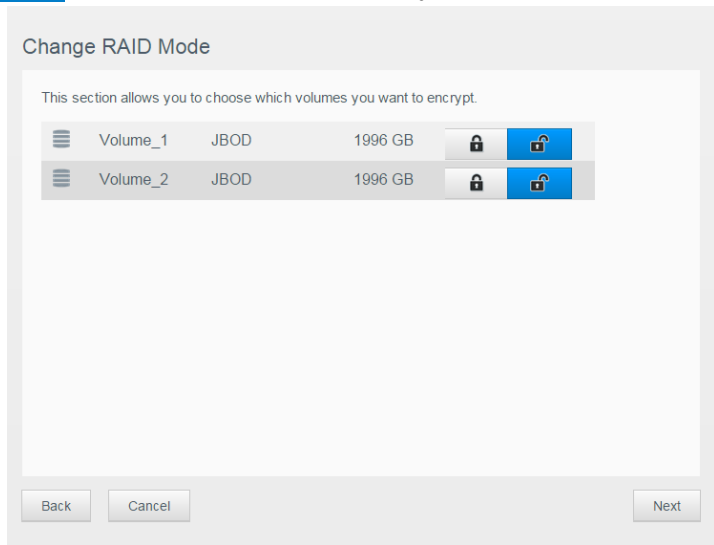 Change RAID Mode
This section allows you to choose which volumes you want to encrypt.
Volume_1 JBOD 1996 GB
Volume_2 JBOD 1996 GB
Back Cancel Next